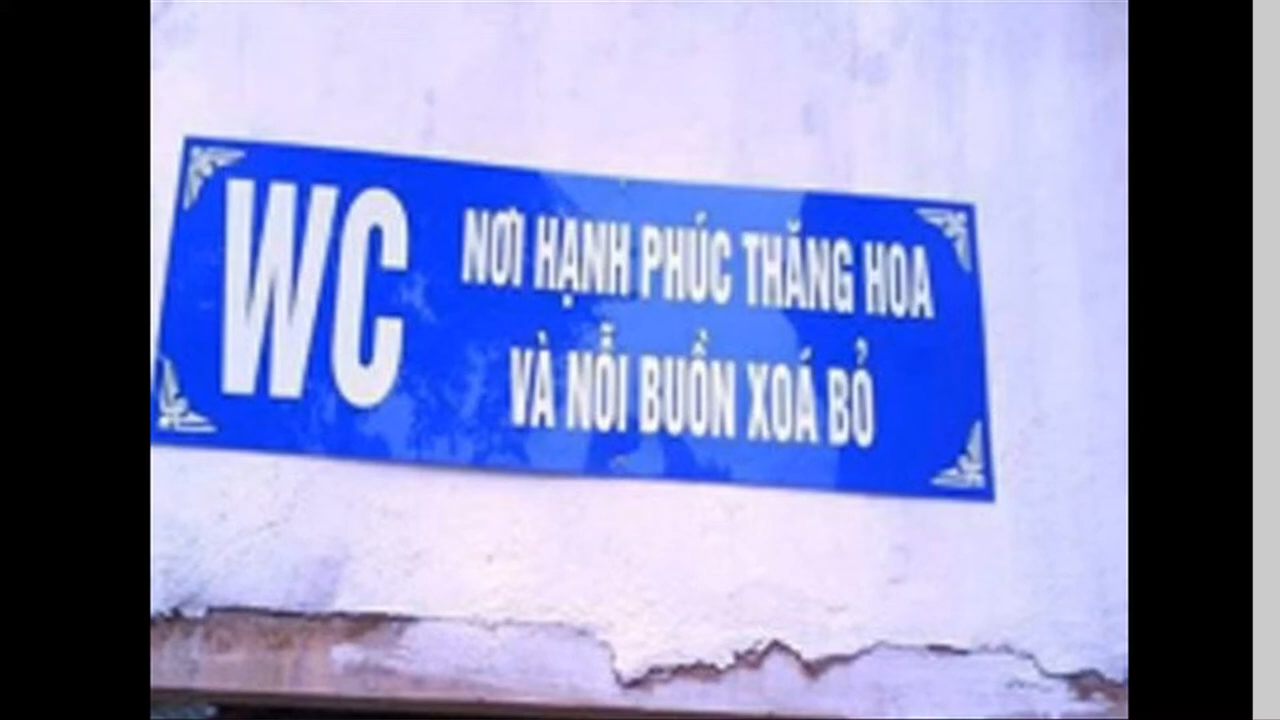 WC
NƠI HẠNH PHÚC THĂNG HOA
VÀ NỖI BUỒN XOÁ BỎ